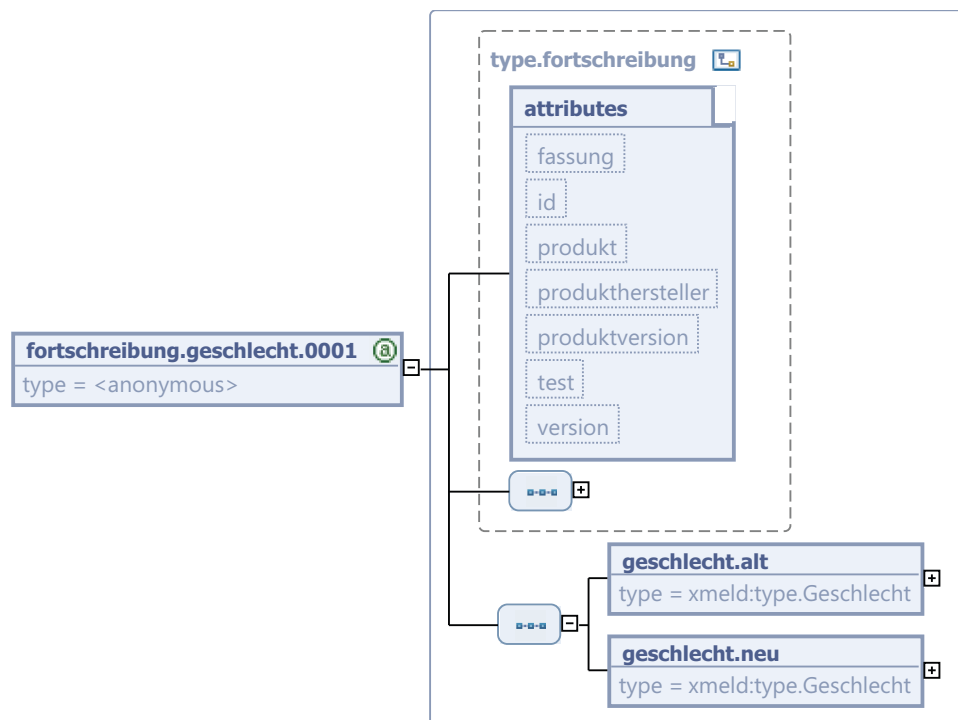 type.fortschreibung
attributes
fassung
id
produkt
produkthersteller
produktversion
test
version
fortschreibung.geschlecht.0001 @
type = <anonymous>
geschlecht.alt
type = xmeld:type.Geschlecht
geschlecht.neu
type = xmeld:type.Geschlecht